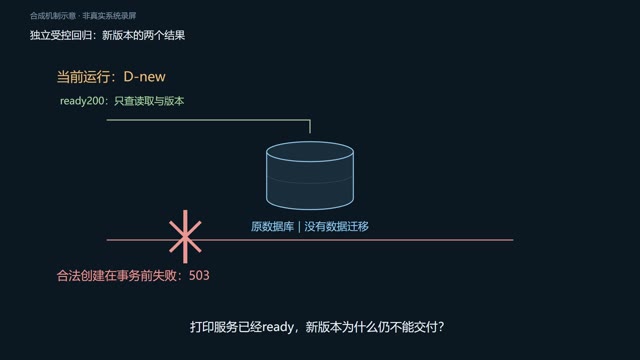 合成机制示意 · 非真实系统录屏
独立受控回归：新版本的两个结果
当前运行：D-new
ready200：只查读取与版本
原数据库｜没有数据迁移
合法创建在事务前失败：503
打印服务已经ready，新版本为什么仍不能交付？